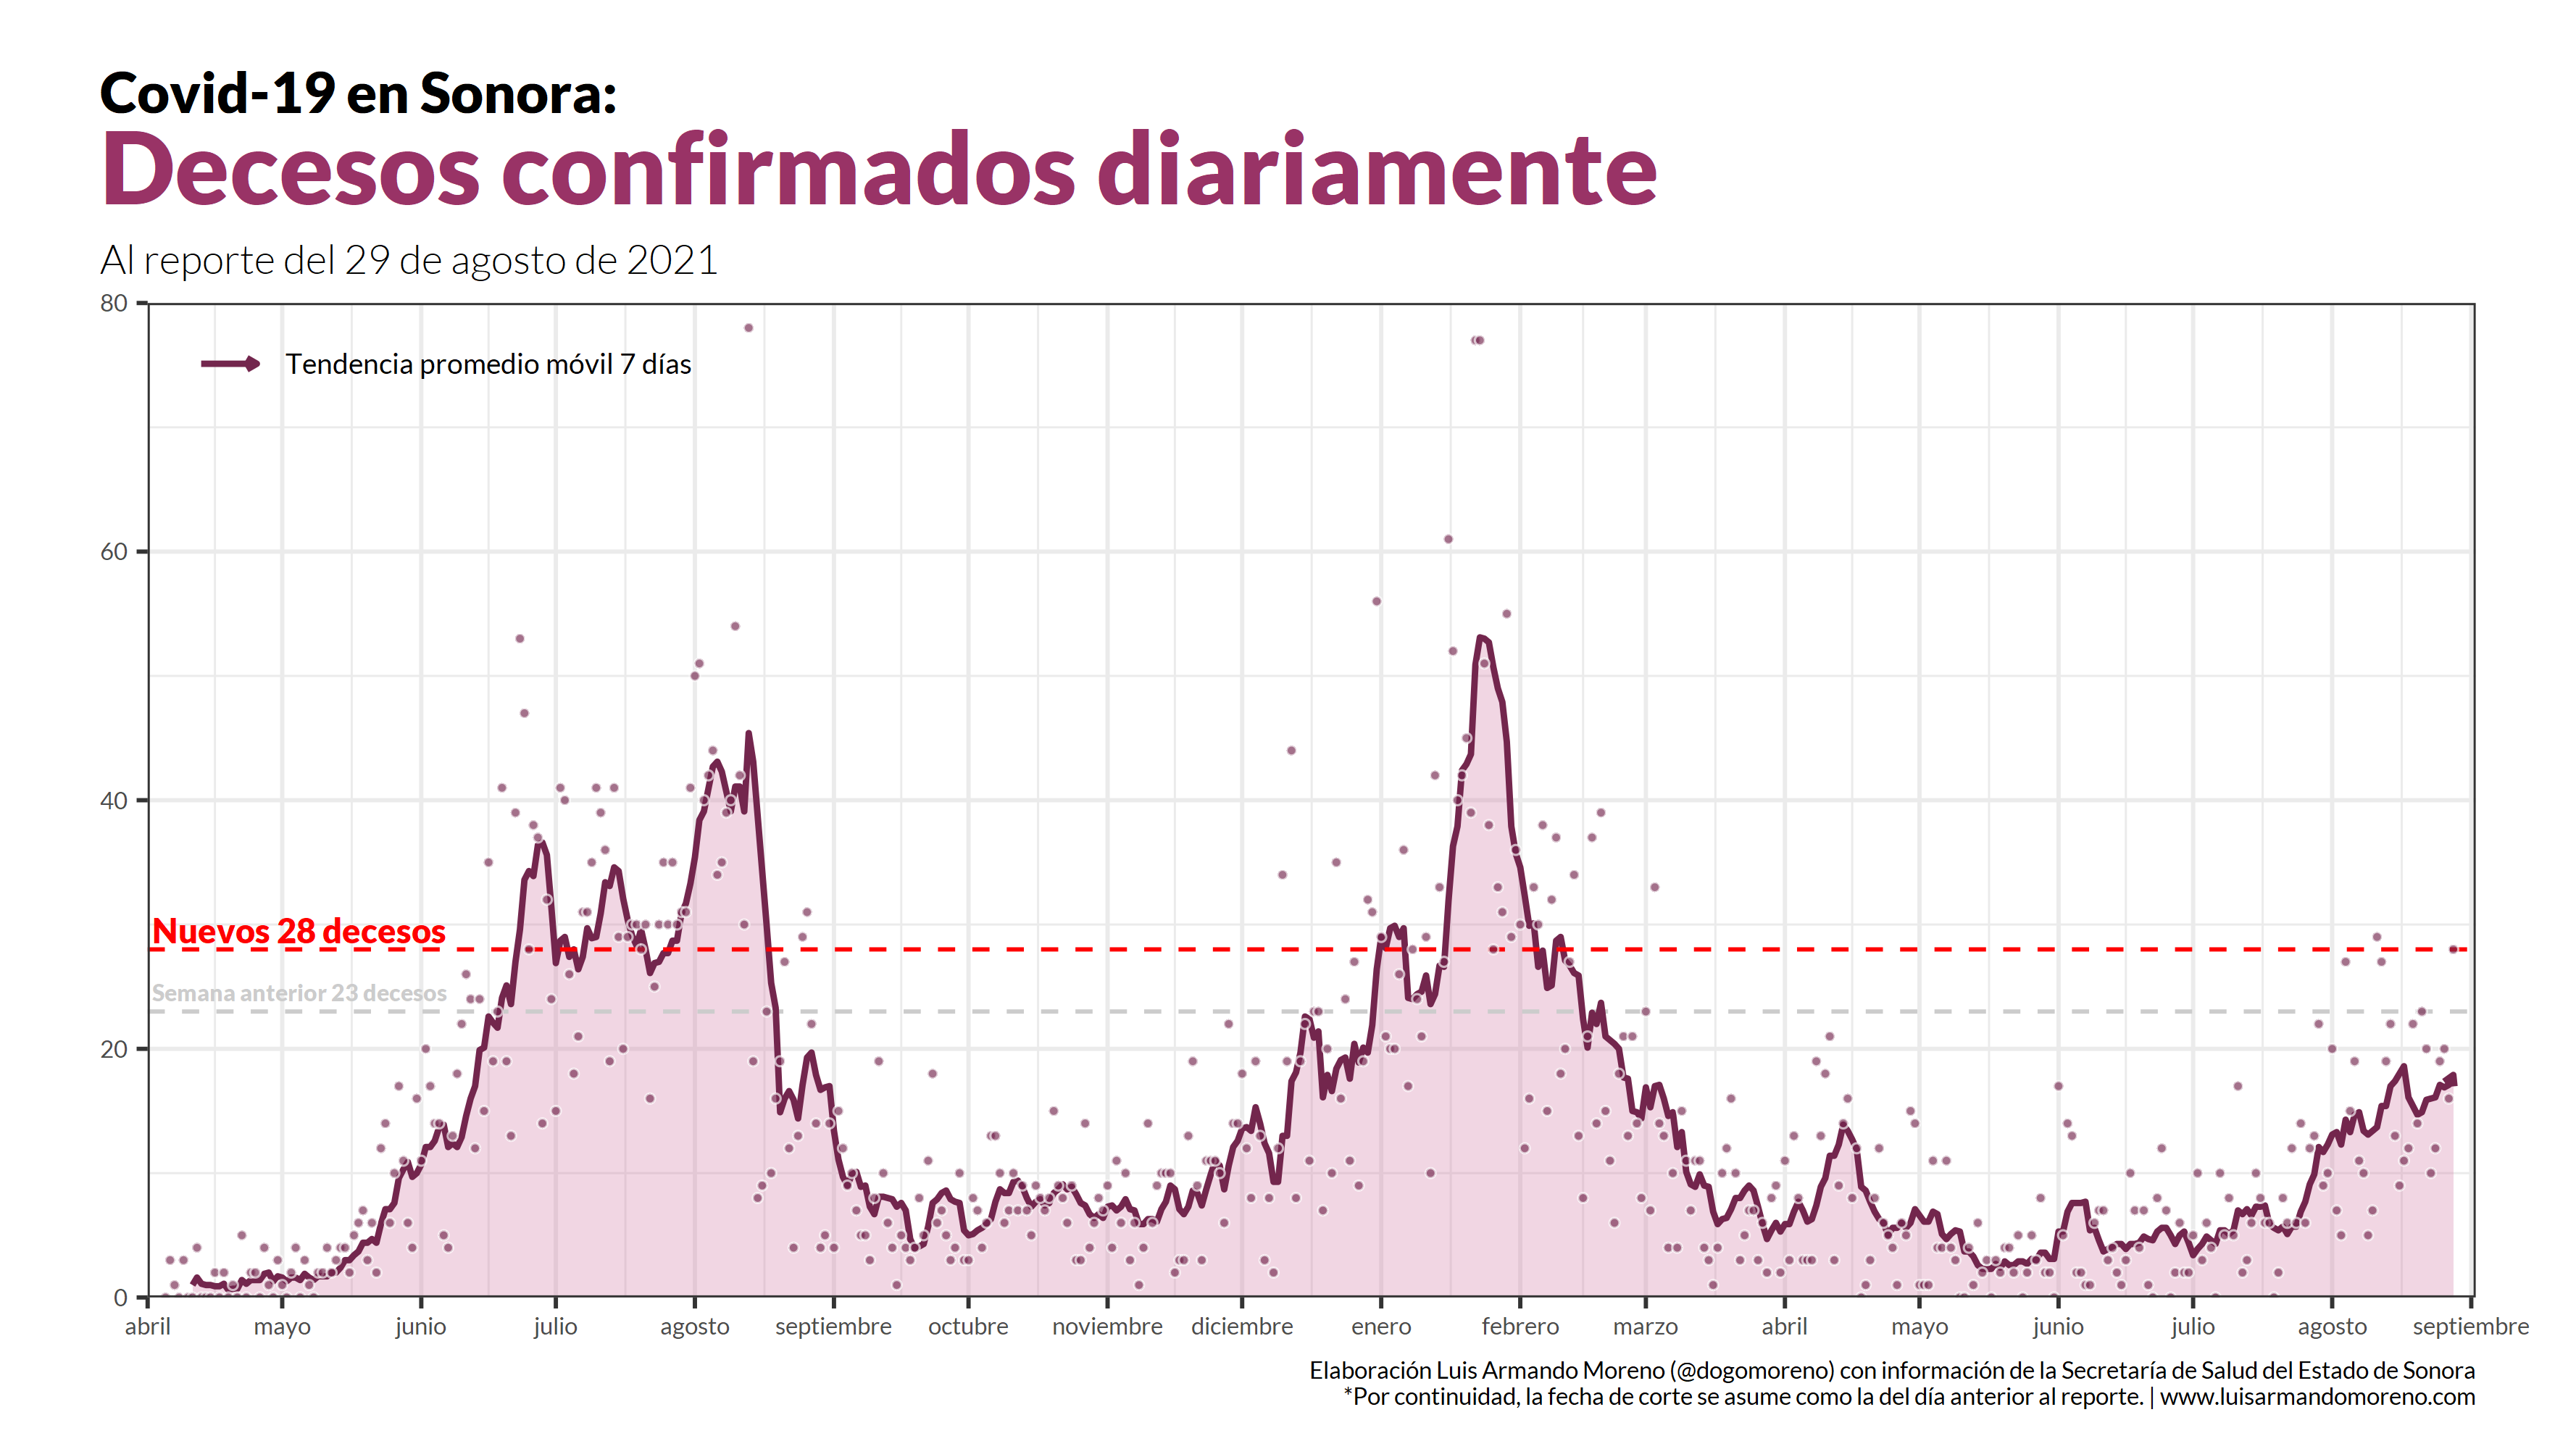 Covid-19 en Sonora:
Decesos confirmados diariamente
Al reporte del 29 de agosto de 2021
80
Tendencia promedio móvil 7 días
60
40
Nuevos 28 decesos
Semana anterior 23 decesos
20
0
abril mayo junio julio agosto septiembre octubre noviembre diciembre enero febrero marzo abril mayo junio julio agosto septiembre
Elaboración Luis Armando Moreno (@dogomoreno) con información de la Secretaría de Salud del Estado de Sonora
*Por continuidad, la fecha de corte se asume como la del día anterior al reporte. | www.luisarmandomoreno.com